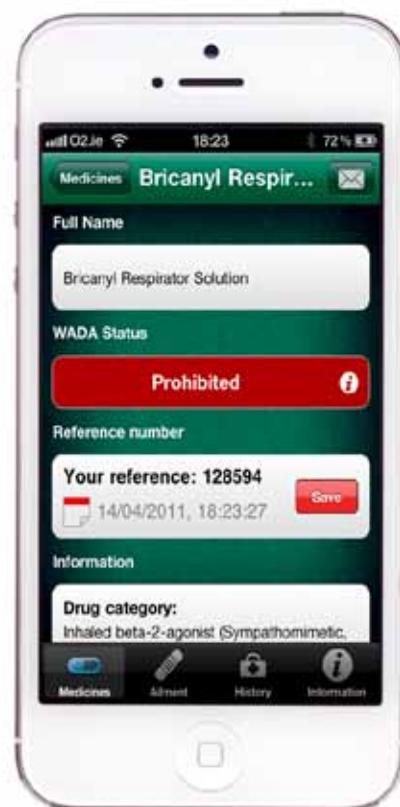 O2.ie 18:23 72%
Medicines Bricanyl Respir...
Full Name
Bricanyl Respirator Solution
WADA Status
Prohibited
Reference number
Your reference: 128594
14/04/2011, 18:23:27 Save
Information
Drug category:
Inhaled beta-2-agonist (Sympathomimetic,
Medicines Ailment History Information